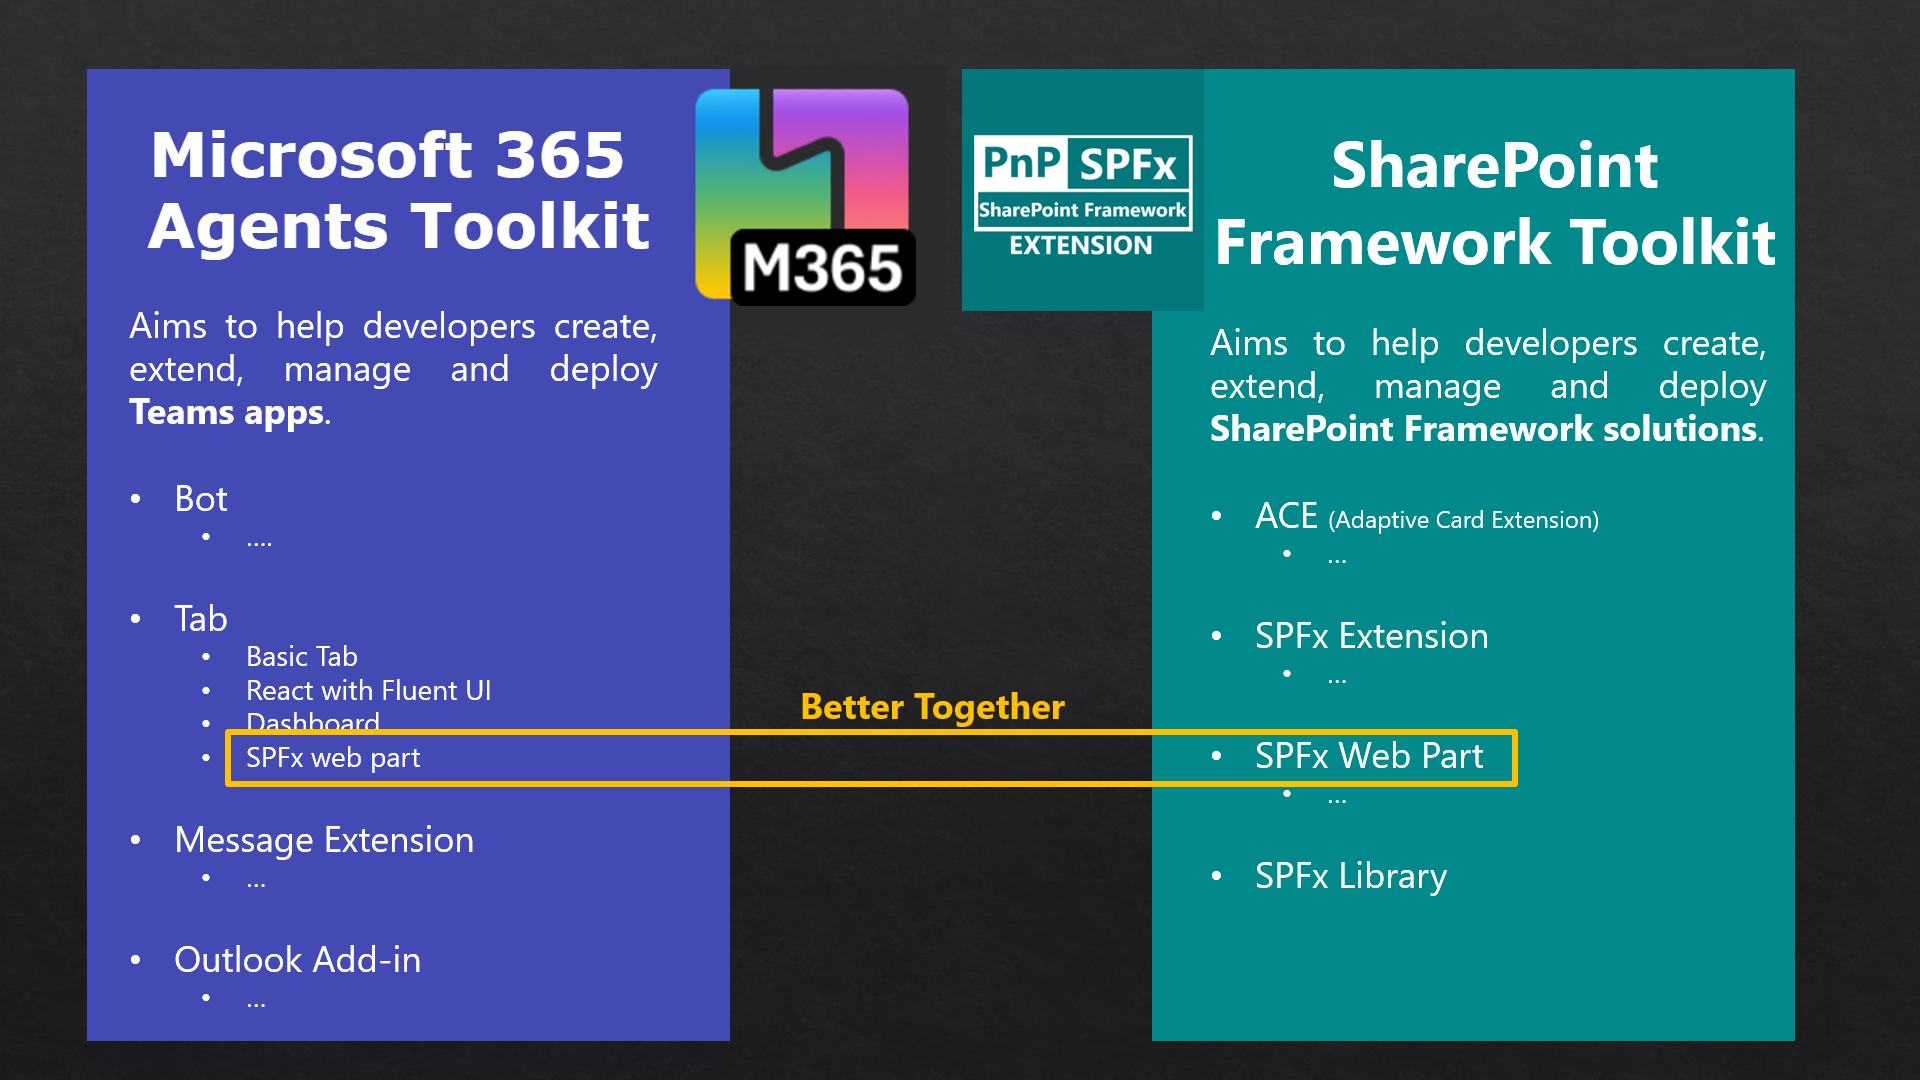 Microsoft 365
Agents Toolkit
Aims to help developers create,
extend, manage and deploy
Teams apps.
• Bot
• ....
• Tab
• Basic Tab
• React with Fluent UI
• Dashboard
• SPFx web part
• Message Extension
• ...
• Outlook Add-in
• ...
M365
Better Together
PnP SPFx
SharePoint Framework
EXTENSION
SharePoint
Framework Toolkit
Aims to help developers create,
extend, manage and deploy
SharePoint Framework solutions.
• ACE (Adaptive Card Extension)
• ...
• SPFx Extension
• ...
• SPFx Web Part
• ...
• SPFx Library